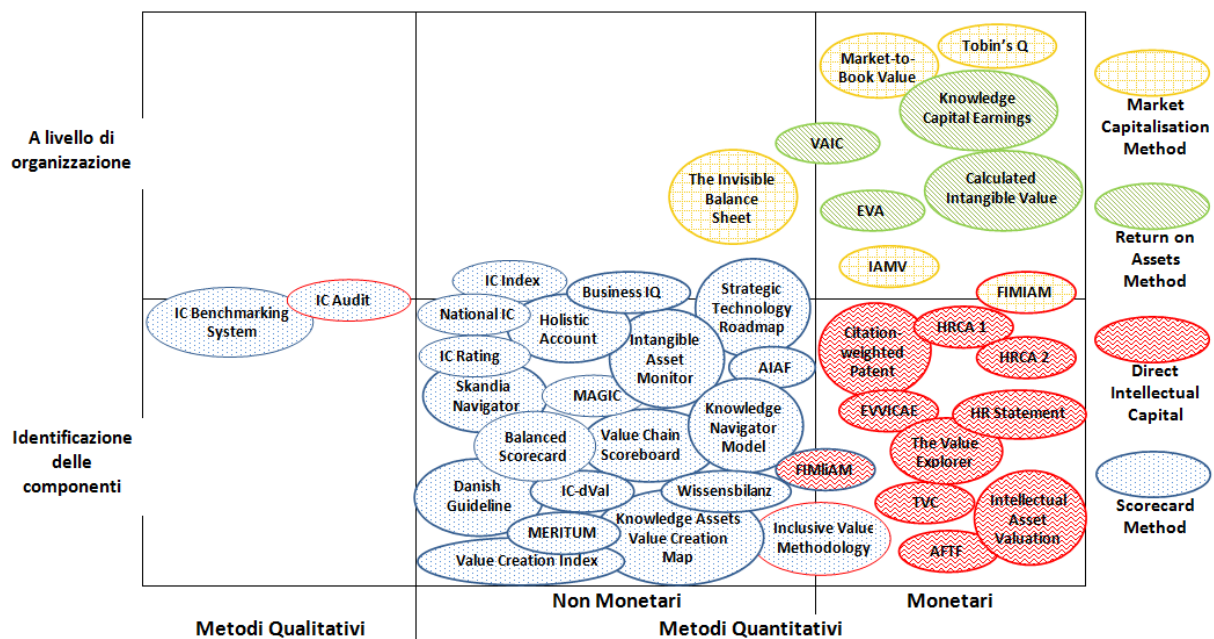 A livello di
organizzazione
Identificazione
delle
componenti
Market-to-
Book Value
Tobin's Q
Knowledge
Capital Earnings
VAIC
The Invisible
Balance
Sheet
Calculated
Intangible Value
EVA
IAMV
FIMIAM
IC Index
Business IQ
Strategic
Technology
Roadmap
IC Benchmarking
System
IC Audit
National IC
Holistic
Account
Intangible
Asset
Monitor
IC Rating
Skandia
Navigator
MAGIC
AIAF
Knowledge
Navigator
Model
Balanced
Scorecard
Value Chain
Scoreboard
Danish
Guideline
IC-dVal
Wissensbilanz
MERITUM
Knowledge Assets
Value Creation
Map
Value Creation Index
FIMliAM
Inclusive Value
Methodology
Citation-
weighted
Patent
HRCA 1
HRCA 2
EVVICAE
HR Statement
The Value
Explorer
TVC
Intellectual
Asset
Valuation
AFTF
Market
Capitalisation
Method
Return on
Assets
Method
Direct
Intellectual
Capital
Scorecard
Method
Non Monetari
Monetari
Metodi Qualitativi
Metodi Quantitativi